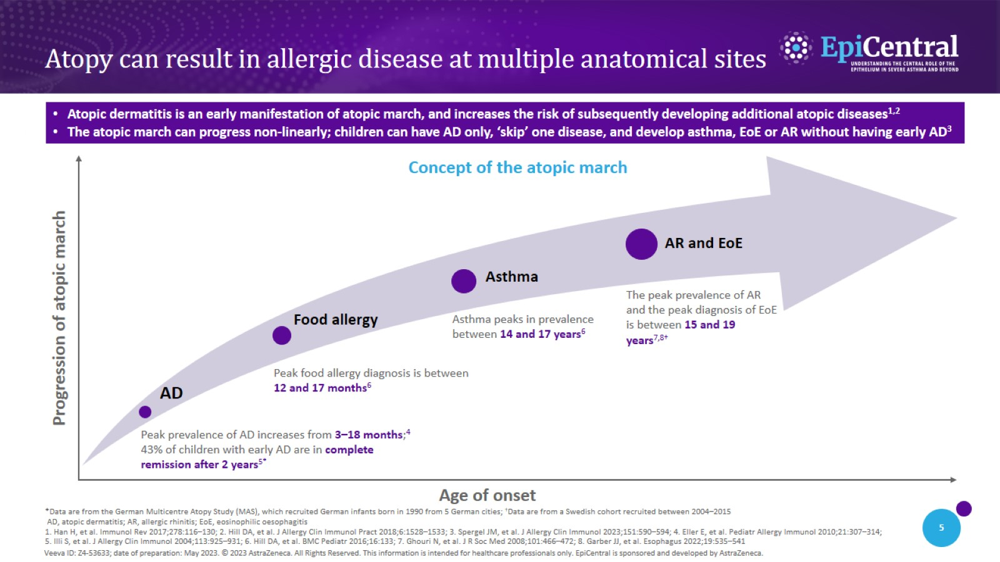 Atopy can result in allergic disease at multiple anatomical sites
EpiCentral
UNDERSTANDING THE CENTRAL ROLE OF THE
EPITHELIUM IN SEVERE ASTHMA AND BEYOND
• Atopic dermatitis is an early manifestation of atopic march, and increases the risk of subsequently developing additional atopic diseases1,2
• The atopic march can progress non-linearly; children can have AD only, ‘skip’ one disease, and develop asthma, EoE or AR without having early AD3
Concept of the atopic march
Progression of atopic march
AR and EoE
The peak prevalence of AR
and the peak diagnosis of EoE
is between 15 and 19
years7,8†
Asthma
Asthma peaks in prevalence
between 14 and 17 years6
Food allergy
Peak food allergy diagnosis is between
12 and 17 months6
AD
Peak prevalence of AD increases from 3–18 months;4
43% of children with early AD are in complete
remission after 2 years5*
Age of onset
*Data are from the German Multicentre Atopy Study (MAS), which recruited German infants born in 1990 from 5 German cities; †Data are from a Swedish cohort recruited between 2004–2015
AD, atopic dermatitis; AR, allergic rhinitis; EoE, eosinophilic oesophagitis
1. Han H, et al. Immunol Rev 2017;278:116–130; 2. Hill DA, et al. J Allergy Clin Immunol Pract 2018;6:1528–1533; 3. Spergel JM, et al. J Allergy Clin Immunol 2023;151:590–594; 4. Eller E, et al. Pediatr Allergy Immunol 2010;21:307–314;
5. Illi S, et al. J Allergy Clin Immunol 2004;113:925–931; 6. Hill DA, et al. BMC Pediatr 2016;16:133; 7. Ghouri N, et al. J R Soc Med 2008;101:466–472; 8. Garber JJ, et al. Esophagus 2022;19:535–541
Veeva ID: Z4-53633; date of preparation: May 2023. © 2023 AstraZeneca. All Rights Reserved. This information is intended for healthcare professionals only. EpiCentral is sponsored and developed by AstraZeneca.
5